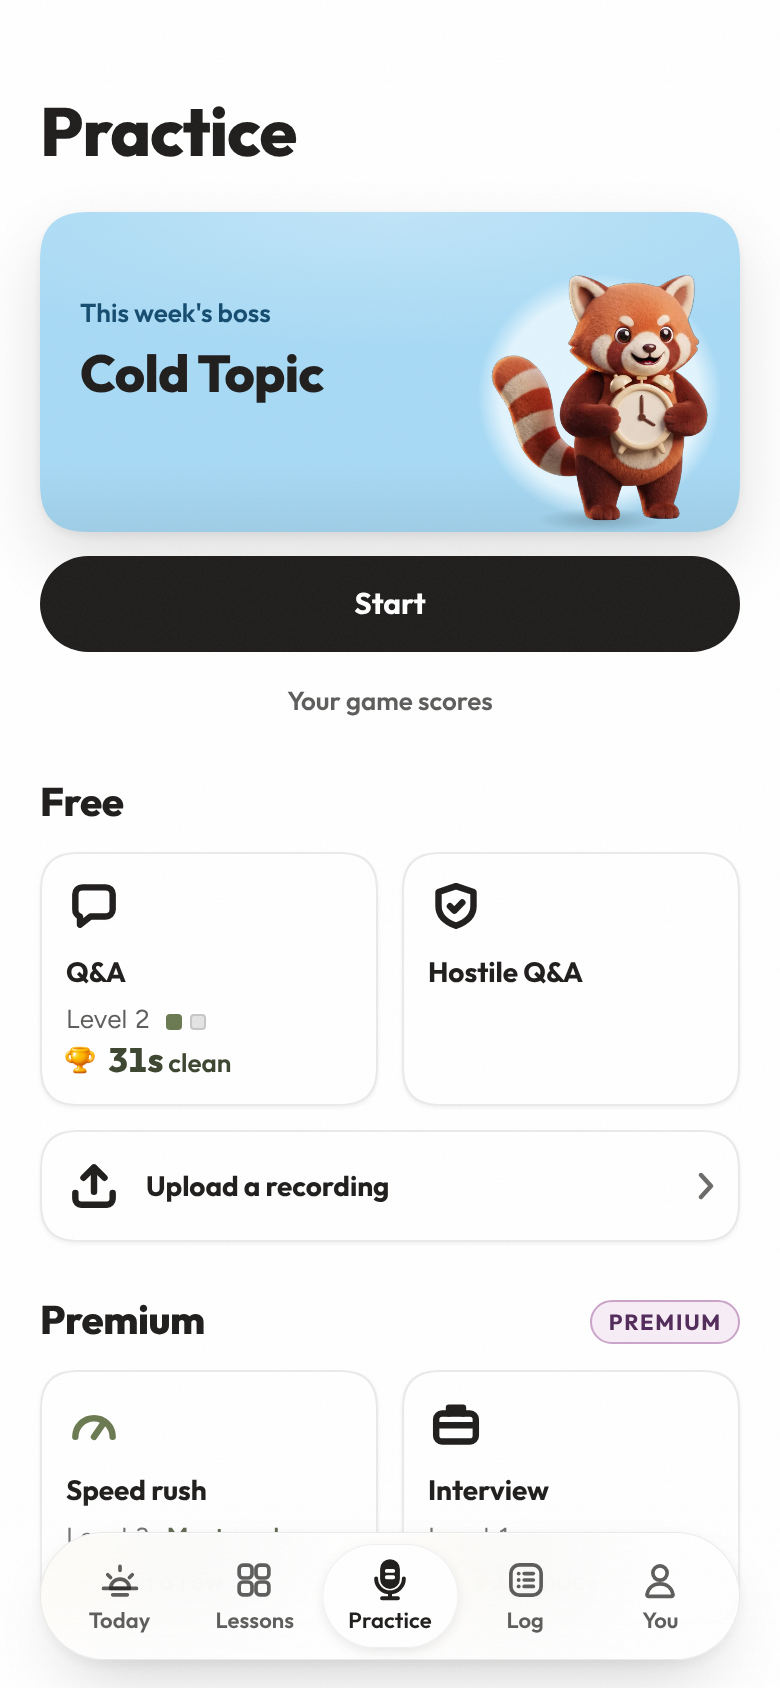 Practice
This week's boss
Cold Topic
Start
Your game scores
Free
Q&A
Level 2
31s clean
Hostile Q&A
Upload a recording
Premium
PREMIUM
Speed rush
Interview
Today
Lessons
Practice
Log
You